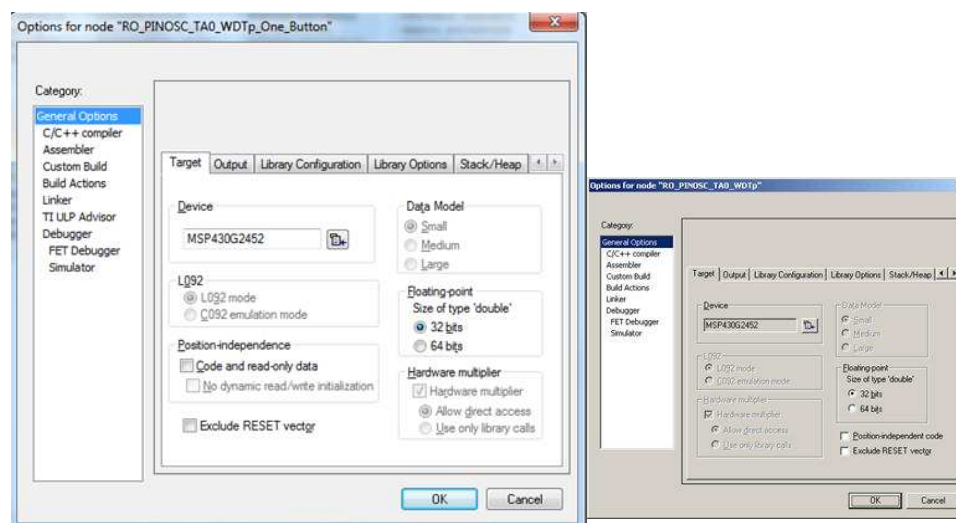 Options for node "RO_PINOSC_TA0_WDTp_One_Button"
Category:
General Options
C/C++ compiler
Assembler
Custom Build
Build Actions
Linker
TI ULP Advisor
Debugger
FET Debugger
Simulator
Target Output Library Configuration Library Options Stack/Heap
Device
MSP430G2452
L092
L092 mode
C092 emulation mode
Position-independence
Code and read-only data
No dynamic read/write initialization
Exclude RESET vector
Data Model
Small
Medium
Large
Floating-point
Size of type 'double'
32 bits
64 bits
Hardware multiplier
Hardware multiplier
Allow direct access
Use only library calls
OK Cancel
Options for node "RO_PINOSC_TA0_WDTp"
Category:
General Options
C/C++ compiler
Assembler
Custom Build
Build Actions
Linker
Debugger
FET Debugger
Simulator
Target Output Library Configuration Library Options Stack/Heap
Device
MSP430G2452
L092
L092 mode
C092 emulation mode
Hardware multiplier
Hardware multiplier
Allow direct access
Use only library calls
Data Model
Small
Medium
Large
Floating-point
Size of type 'double'
32 bits
64 bits
Position-independent code
Exclude RESET vector
OK Cancel